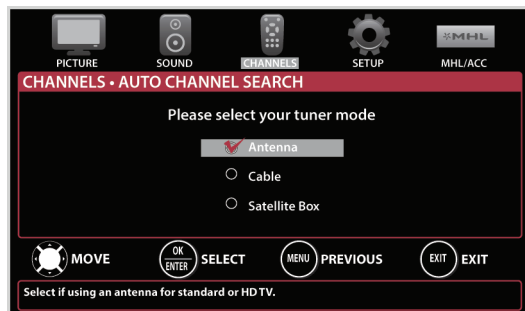 PICTURE SOUND CHANNELS SETUP MHL/ACC
MHL
CHANNELS • AUTO CHANNEL SEARCH
Please select your tuner mode
Antenna
Cable
Satellite Box
MOVE OK/ENTER SELECT MENU PREVIOUS EXIT EXIT
Select if using an antenna for standard or HD TV.